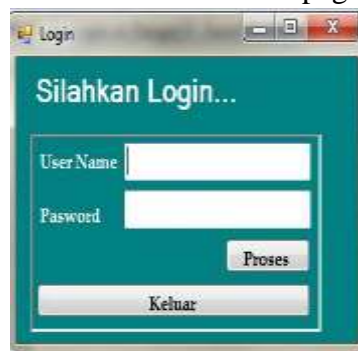 Login
Silahkan Login...
User Name
Pasword
Proses
Keluar